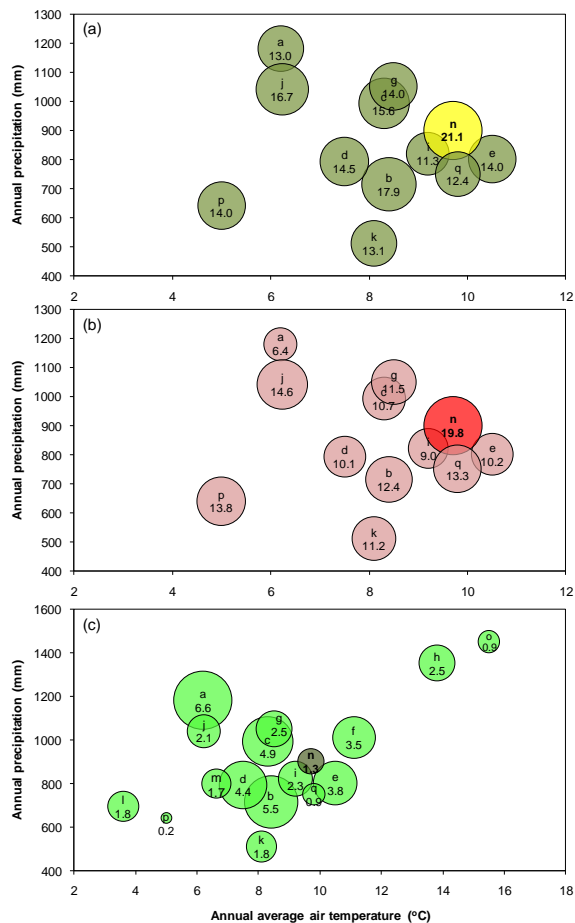 (a)
Annual precipitation (mm)
1300
1200
1100
1000
900
800
700
600
500
400
a
13.0
j
16.7
g
14.0
c
15.6
n
21.1
i
11.3
e
14.0
q
12.4
d
14.5
b
17.9
p
14.0
k
13.1
2 4 6 8 10 12
(b)
Annual precipitation (mm)
1300
1200
1100
1000
900
800
700
600
500
400
a
6.4
j
14.6
g
11.5
c
10.7
n
19.8
i
9.0
e
10.2
q
13.3
d
10.1
b
12.4
p
13.8
k
11.2
2 4 6 8 10 12
(c)
Annual precipitation (mm)
1600
1400
1200
1000
800
600
400
o
0.9
h
2.5
a
6.6
j
2.1
g
2.5
c
4.9
f
3.5
n
1.3
m
1.7
d
4.4
i
2.3
e
3.8
q
0.9
b
5.5
l
1.8
p
0.2
k
1.8
2 4 6 8 10 12 14 16 18
Annual average air temperature (ºC)